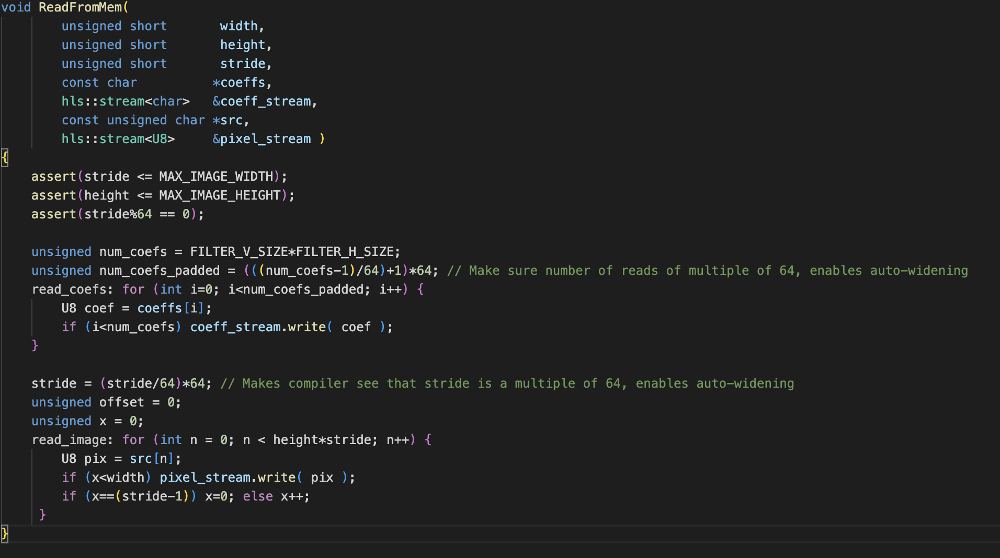 void ReadFromMem(
        unsigned short       width,
        unsigned short       height,
        unsigned short       stride,
        const char          *coeffs,
        hls::stream<char>   &coeff_stream,
        const unsigned char *src,
        hls::stream<U8>     &pixel_stream )
{
    assert(stride <= MAX_IMAGE_WIDTH);
    assert(height <= MAX_IMAGE_HEIGHT);
    assert(stride%64 == 0);

    unsigned num_coefs = FILTER_V_SIZE*FILTER_H_SIZE;
    unsigned num_coefs_padded = (((num_coefs-1)/64)+1)*64; // Make sure number of reads of multiple of 64, enables auto-widening
    read_coefs: for (int i=0; i<num_coefs_padded; i++) {
        U8 coef = coeffs[i];
        if (i<num_coefs) coeff_stream.write( coef );
    }

    stride = (stride/64)*64; // Makes compiler see that stride is a multiple of 64, enables auto-widening
    unsigned offset = 0;
    unsigned x = 0;
    read_image: for (int n = 0; n < height*stride; n++) {
        U8 pix = src[n];
        if (x<width) pixel_stream.write( pix );
        if (x==(stride-1)) x=0; else x++;
     }
}